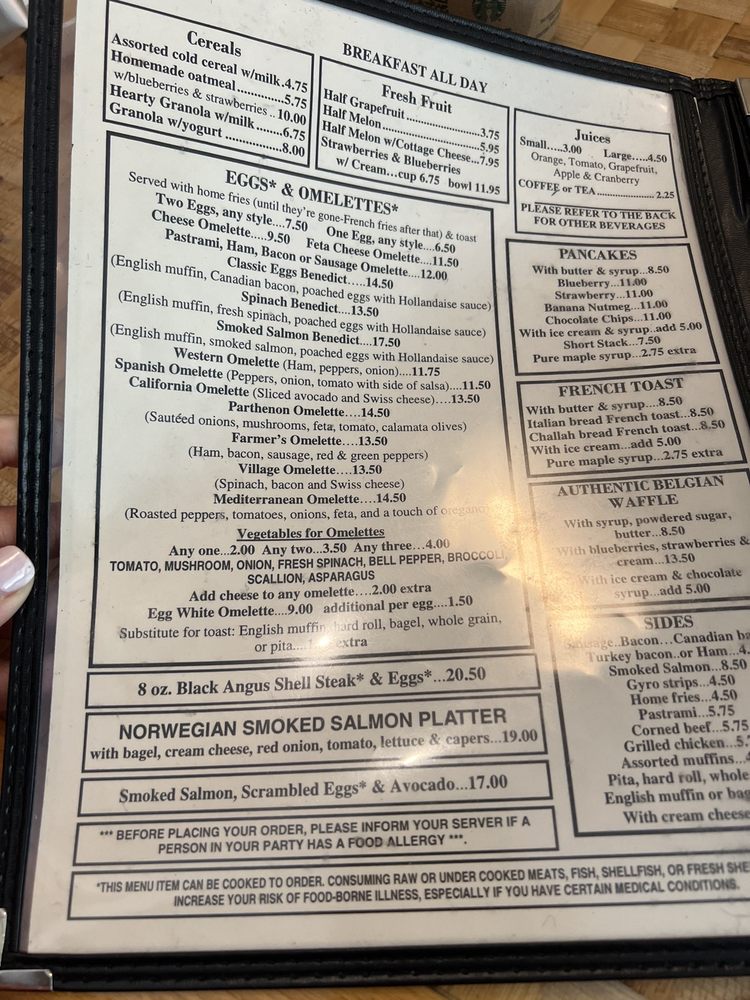 BREAKFAST ALL DAY
Cereals
Assorted cold cereal w/milk.4.75
Homemade oatmeal............5.75
w/blueberries & strawberries ..10.00
Hearty Granola w/milk.......6.75
Granola w/yogurt ..............8.00
Fresh Fruit
Half Grapefruit........................3.75
Half Melon..............................5.95
Half Melon w/Cottage Cheese...7.95
Strawberries & Blueberries
w/ Cream...cup 6.75 bowl 11.95
Juices
Small.....3.00 Large....4.50
Orange, Tomato, Grapefruit,
Apple & Cranberry
COFFEE or TEA.................... 2.25
PLEASE REFER TO THE BACK
FOR OTHER BEVERAGES
EGGS* & OMELETTES*
Served with home fries (until they're gone-French fries after that) & toast
Two Eggs, any style....7.50 One Egg, any style....6.50
Cheese Omelette.....9.50 Feta Cheese Omelette....11.50
Pastrami, Ham, Bacon or Sausage Omelette....12.00
Classic Eggs Benedict.....14.50
(English muffin, Canadian bacon, poached eggs with Hollandaise sauce)
Spinach Benedict....13.50
(English muffin, fresh spinach, poached eggs with Hollandaise sauce)
Smoked Salmon Benedict....17.50
(English muffin, smoked salmon, poached eggs with Hollandaise sauce)
Western Omelette (Ham, peppers, onion)....11.75
Spanish Omelette (Peppers, onion, tomato with side of salsa)....11.50
California Omelette (Sliced avocado and Swiss cheese)....13.50
Parthenon Omelette....14.50
(Sautéed onions, mushrooms, feta, tomato, calamata olives)
Farmer's Omelette....13.50
(Ham, bacon, sausage, red & green peppers)
Village Omelette....13.50
(Spinach, bacon and Swiss cheese)
Mediterranean Omelette....14.50
(Roasted peppers, tomatoes, onions, feta, and a touch of oregano)
Vegetables for Omelettes
Any one...2.00 Any two...3.50 Any three...4.00
TOMATO, MUSHROOM, ONION, FRESH SPINACH, BELL PEPPER, BROCCOLI,
SCALLION, ASPARAGUS
Add cheese to any omelette....2.00 extra
Egg White Omelette....9.00 additional per egg....1.50
Substitute for toast: English muffin, hard roll, bagel, whole grain,
or pita.... extra
8 oz. Black Angus Shell Steak* & Eggs*...20.50
NORWEGIAN SMOKED SALMON PLATTER
with bagel, cream cheese, red onion, tomato, lettuce & capers...19.00
Smoked Salmon, Scrambled Eggs* & Avocado...17.00
*** BEFORE PLACING YOUR ORDER, PLEASE INFORM YOUR SERVER IF A
PERSON IN YOUR PARTY HAS A FOOD ALLERGY ***.
PANCAKES
With butter & syrup...8.50
Blueberry...11.00
Strawberry...11.00
Banana Nutmeg...11.00
Chocolate Chips...11.00
With ice cream & syrup..add 5.00
Short Stack...7.50
Pure maple syrup...2.75 extra
FRENCH TOAST
With butter & syrup....8.50
Italian bread French toast...8.50
Challah bread French toast...8.50
With ice cream...add 5.00
Pure maple syrup...2.75 extra
AUTHENTIC BELGIAN
WAFFLE
With syrup, powdered sugar,
butter...8.50
With blueberries, strawberries &
cream...13.50
With ice cream & chocolate
syrup...add 5.00
SIDES
Sausage..Bacon...Canadian ba
Turkey bacon..or Ham...4.
Smoked Salmon...8.50
Gyro strips...4.50
Home fries...4.50
Pastrami...5.75
Corned beef...5.75
Grilled chicken...5.
Assorted muffins...
Pita, hard roll, whole
English muffin or bag
With cream cheese
*THIS MENU ITEM CAN BE COOKED TO ORDER. CONSUMING RAW OR UNDER COOKED MEATS, FISH, SHELLFISH, OR FRESH SHE
INCREASE YOUR RISK OF FOOD-BORNE ILLNESS, ESPECIALLY IF YOU HAVE CERTAIN MEDICAL CONDITIONS.